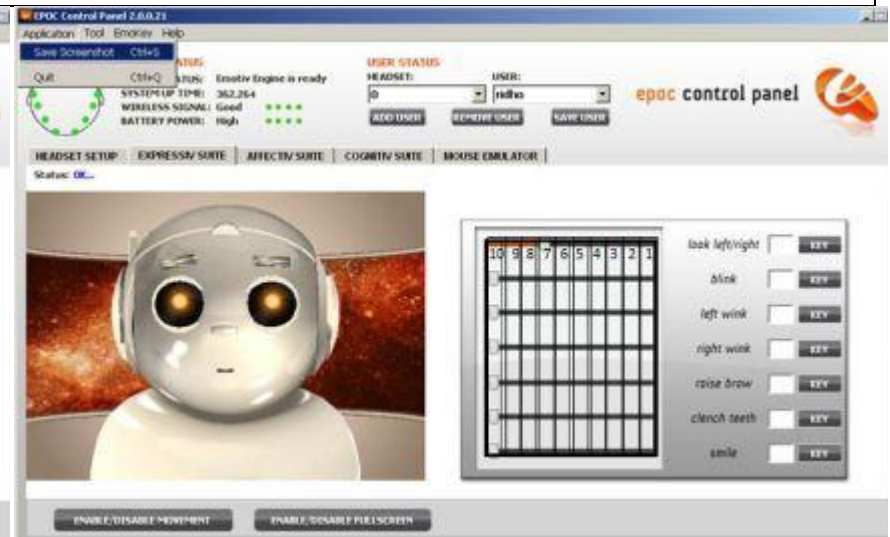 EPOC Control Panel 2.0.0.21
Application Tool EmoKey Help
Save Screenshot Ctrl+S
Quit Ctrl+Q
STATUS: Emotiv Engine is ready
SYSTEM UP TIME: 362,264
WIRELESS SIGNAL: Good
BATTERY POWER: High
USER STATUS
HEADSET: USER:
0 ridho
ADD USER REMOVE USER SAVE USER
epoc control panel
HEADSET SETUP EXPRESSIV SUITE AFFECTIV SUITE COGNITIV SUITE MOUSE EMULATOR
Status: OK...
10 9 8 7 6 5 4 3 2 1
look left/right KEY
blink KEY
left wink KEY
right wink KEY
raise brow KEY
clench teeth KEY
smile KEY
ENABLE/DISABLE MOVEMENT ENABLE/DISABLE FULLSCREEN